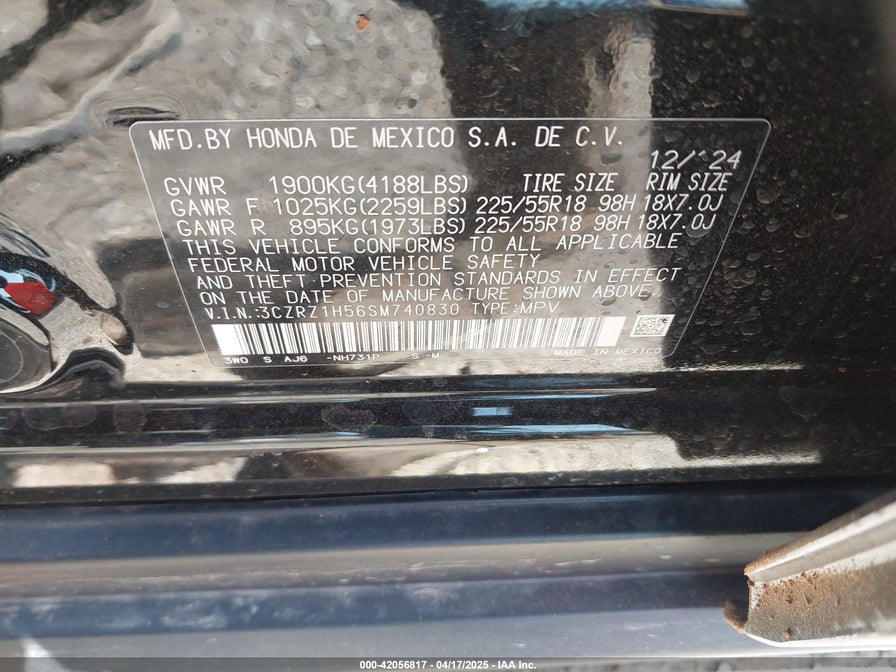 MFD.BY HONDA DE MEXICO S.A. DE C.V.
12/'24
GVWR 1900KG(4188LBS) TIRE SIZE RIM SIZE
GAWR F 1025KG(2259LBS) 225/55R18 98H 18X7.0J
GAWR R 895KG(1973LBS) 225/55R18 98H 18X7.0J
THIS VEHICLE CONFORMS TO ALL APPLICABLE
FEDERAL MOTOR VEHICLE SAFETY
AND THEFT PREVENTION STANDARDS IN EFFECT
ON THE DATE OF MANUFACTURE SHOWN ABOVE.
V.I.N.:3CZRZ1H56SM740830 TYPE:MPV
3W0 S AJ6 -NH731P S-M MADE IN MEXICO
000-42056817 - 04/17/2025 - IAA Inc.